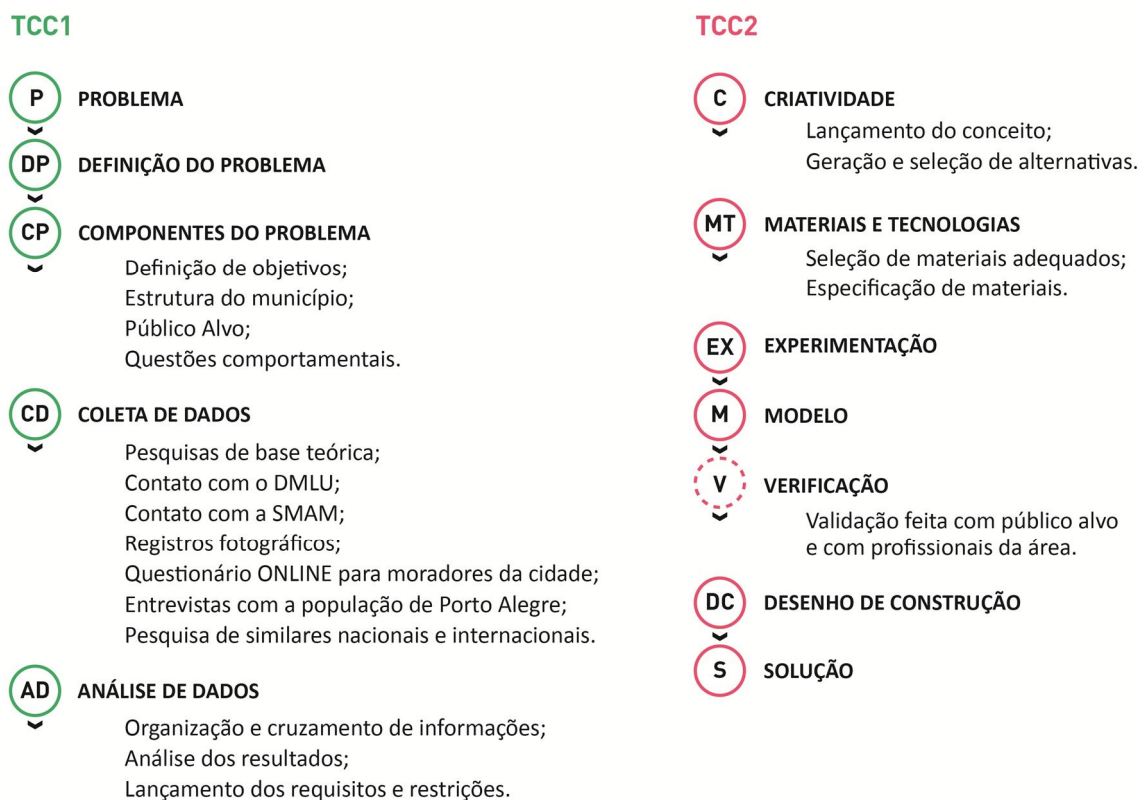 TCC1
P PROBLEMA
DP DEFINIÇÃO DO PROBLEMA
CP COMPONENTES DO PROBLEMA
Definição de objetivos;
Estrutura do município;
Público Alvo;
Questões comportamentais.
CD COLETA DE DADOS
Pesquisas de base teórica;
Contato com o DMLU;
Contato com a SMAM;
Registros fotográficos;
Questionário ONLINE para moradores da cidade;
Entrevistas com a população de Porto Alegre;
Pesquisa de similares nacionais e internacionais.
AD ANÁLISE DE DADOS
Organização e cruzamento de informações;
Análise dos resultados;
Lançamento dos requisitos e restrições.
TCC2
C CRIATIVIDADE
Lançamento do conceito;
Geração e seleção de alternativas.
MT MATERIAIS E TECNOLOGIAS
Seleção de materiais adequados;
Especificação de materiais.
EX EXPERIMENTAÇÃO
M MODELO
V VERIFICAÇÃO
Validação feita com público alvo
e com profissionais da área.
DC DESENHO DE CONSTRUÇÃO
S SOLUÇÃO